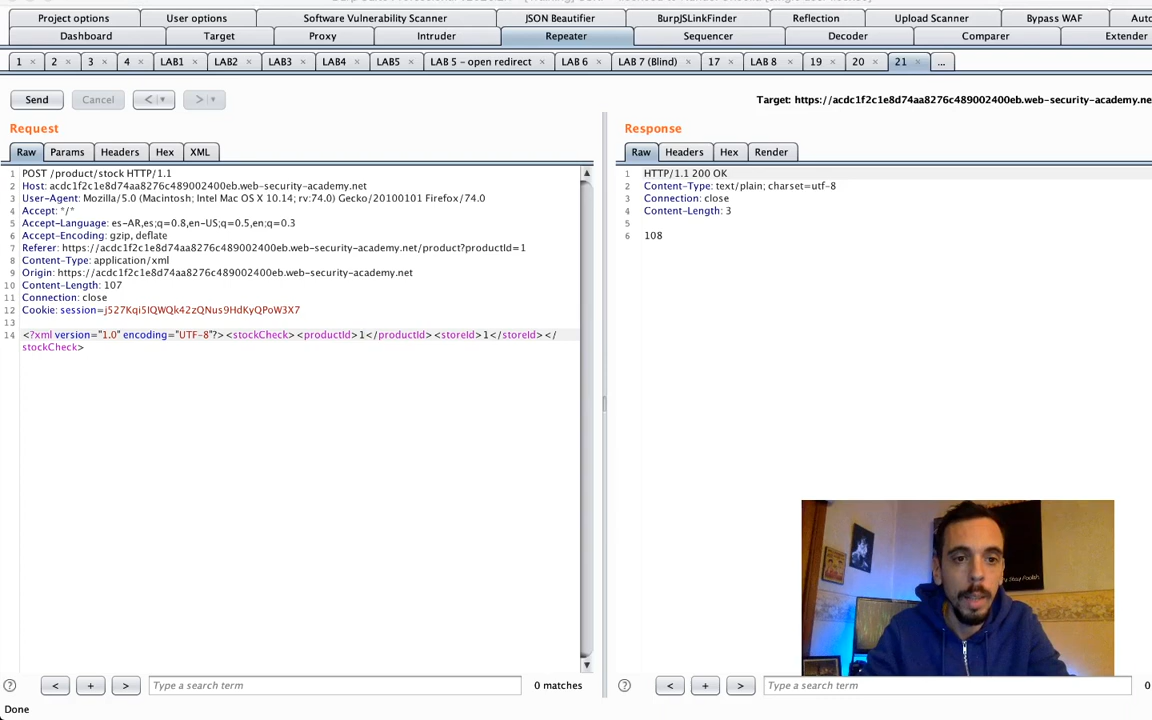 Project options User options Software Vulnerability Scanner JSON Beautifier BurpJSLinkFinder Reflection Upload Scanner Bypass WAF
Dashboard Target Proxy Intruder Repeater Sequencer Decoder Comparer Extender
1 × 2 × 3 × 4 × LAB1 × LAB2 × LAB3 × LAB4 × LAB5 × LAB 5 - open redirect × LAB 6 × LAB 7 (Blind) × 17 × LAB 8 × 19 × 20 × 21 × ...
Send Cancel < > Target: https://acdc1f2c1e8d74aa8276c489002400eb.web-security-academy.ne
Request
Raw Params Headers Hex XML
1 POST /product/stock HTTP/1.1
2 Host: acdc1f2c1e8d74aa8276c489002400eb.web-security-academy.net
3 User-Agent: Mozilla/5.0 (Macintosh; Intel Mac OS X 10.14; rv:74.0) Gecko/20100101 Firefox/74.0
4 Accept: */*
5 Accept-Language: es-AR,es;q=0.8,en-US;q=0.5,en;q=0.3
6 Accept-Encoding: gzip, deflate
7 Referer: https://acdc1f2c1e8d74aa8276c489002400eb.web-security-academy.net/product?productId=1
8 Content-Type: application/xml
9 Origin: https://acdc1f2c1e8d74aa8276c489002400eb.web-security-academy.net
10 Content-Length: 107
11 Connection: close
12 Cookie: session=j527Kqi5IQWQk42zQNus9HdKyQPoW3X7
13
14 <?xml version="1.0" encoding="UTF-8"?><stockCheck><productId>1</productId><storeId>1</storeId></
stockCheck>
? < + > Type a search term 0 matches
Done
Response
Raw Headers Hex Render
1 HTTP/1.1 200 OK
2 Content-Type: text/plain; charset=utf-8
3 Connection: close
4 Content-Length: 3
5
6 108
? < + > Type a search term 0